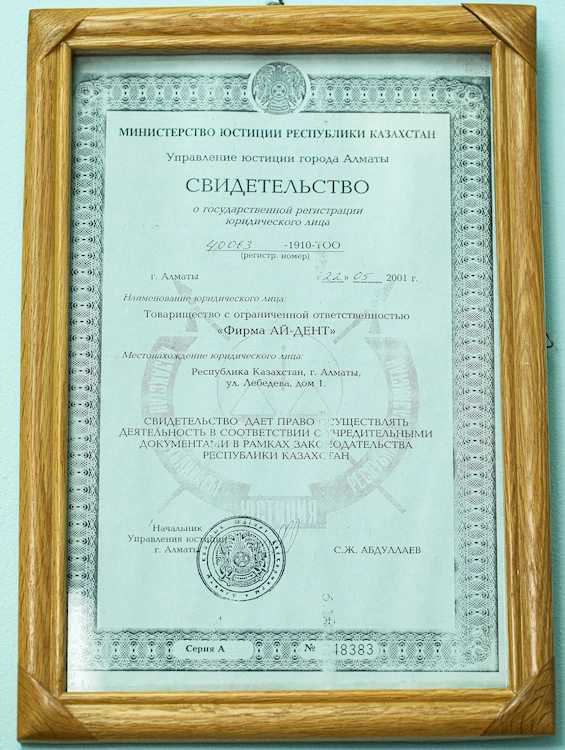 МИНИСТЕРСТВО ЮСТИЦИИ РЕСПУБЛИКИ КАЗАХСТАН
Управление юстиции города Алматы
СВИДЕТЕЛЬСТВО
о государственной регистрации
юридического лица
40063 -1910-ТОО
(регистр. номер)
г. Алматы «22» 05 2001 г.
Наименование юридического лица:
Товарищество с ограниченной ответственностью
«Фирма АЙ-ДЕНТ»
Местонахождение юридического лица:
Республика Казахстан, г. Алматы,
ул. Лебедева, дом 1.
СВИДЕТЕЛЬСТВО ДАЕТ ПРАВО ОСУЩЕСТВЛЯТЬ
ДЕЯТЕЛЬНОСТЬ В СООТВЕТСТВИИ С УЧРЕДИТЕЛЬНЫМИ
ДОКУМЕНТАМИ В РАМКАХ ЗАКОНОДАТЕЛЬСТВА
РЕСПУБЛИКИ КАЗАХСТАН
ЮСТИЦИЯ
Начальник
Управления юстиции
г. Алматы С.Ж. АБДУЛЛАЕВ
Серия А № 48383